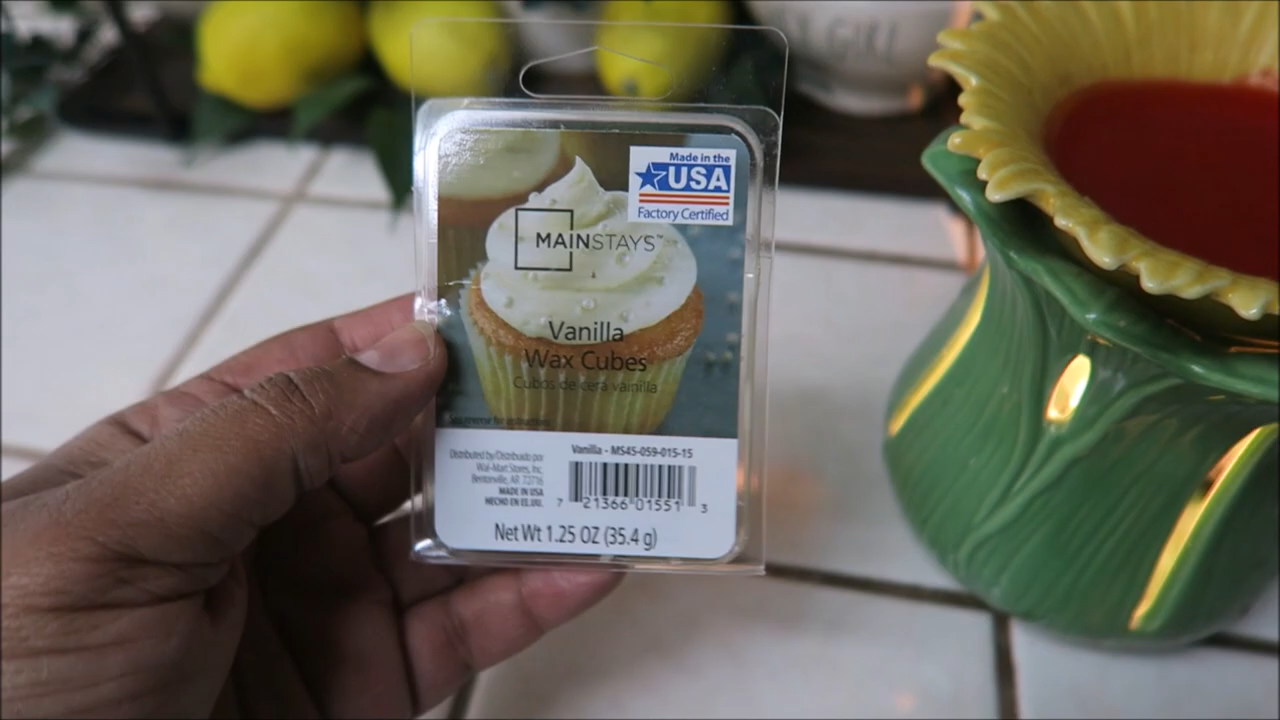 GIRL
Made in the
USA
Factory Certified
MAINSTAYS™
Vanilla
Wax Cubes
Cubos de cera vainilla
Vanilla - MS45-059-015-15
Distributed by/Distribuido por
Wal-Mart Stores, Inc.
Bentonville, AR 72716
MADE IN USA
HECHO EN EE.UU.
7 21366 01551 3
Net Wt 1.25 OZ (35.4 g)